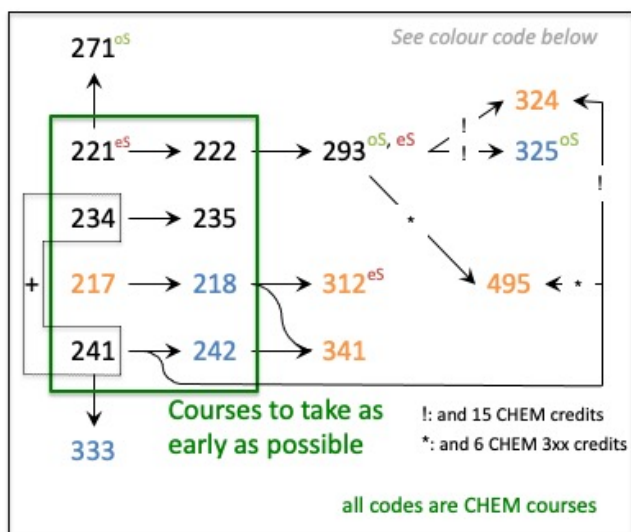 271oS
See colour code below
324
!
221eS
222
293oS, eS
!
325oS
!
234
235
*
+
217
218
312eS
495
*
241
242
341
Courses to take as
early as possible
!: and 15 CHEM credits
*: and 6 CHEM 3xx credits
333
all codes are CHEM courses